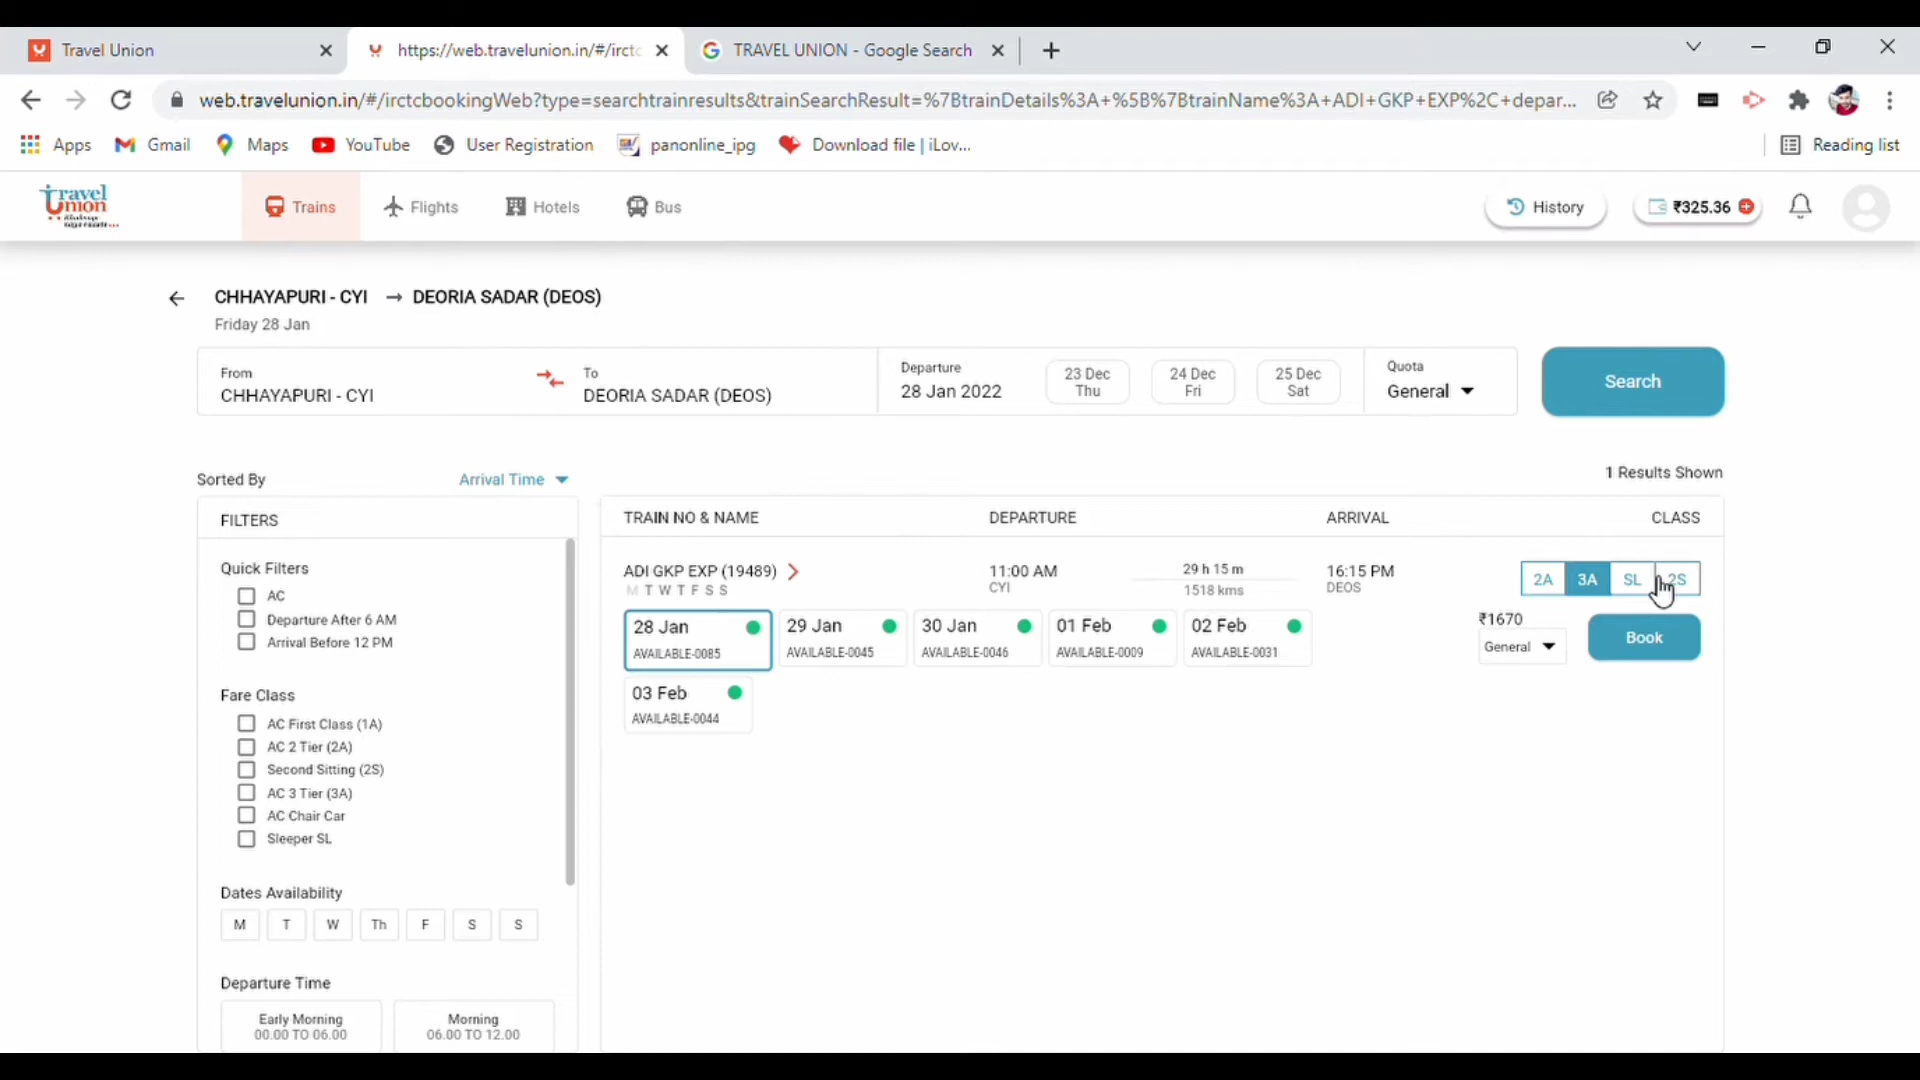 Travel Union
https://web.travelunion.in/#/irctc
TRAVEL UNION - Google Search
web.travelunion.in/#/irctcbookingWeb?type=searchtrainresults&trainSearchResult=%7BtrainDetails%3A+%5B%7BtrainName%3A+ADI+GKP+EXP%2C+depar...
Apps
Gmail
Maps
YouTube
User Registration
panonline_ipg
Download file | iLov...
Reading list
Travel Union
Trains
Flights
Hotels
Bus
History
₹325.36
CHHAYAPURI - CYI → DEORIA SADAR (DEOS)
Friday 28 Jan
From
CHHAYAPURI - CYI
To
DEORIA SADAR (DEOS)
Departure
28 Jan 2022
23 Dec
Thu
24 Dec
Fri
25 Dec
Sat
Quota
General
Search
Sorted By
Arrival Time
1 Results Shown
FILTERS
Quick Filters
AC
Departure After 6 AM
Arrival Before 12 PM
Fare Class
AC First Class (1A)
AC 2 Tier (2A)
Second Sitting (2S)
AC 3 Tier (3A)
AC Chair Car
Sleeper SL
Dates Availability
M T W Th F S S
Departure Time
Early Morning
00.00 TO 06.00
Morning
06.00 TO 12.00
TRAIN NO & NAME
DEPARTURE
ARRIVAL
CLASS
ADI GKP EXP (19489)
M T W T F S S
11:00 AM
CYI
29 h 15 m
1518 kms
16:15 PM
DEOS
2A 3A SL 2S
28 Jan
AVAILABLE-0085
29 Jan
AVAILABLE-0045
30 Jan
AVAILABLE-0046
01 Feb
AVAILABLE-0009
02 Feb
AVAILABLE-0031
03 Feb
AVAILABLE-0044
₹1670
General
Book